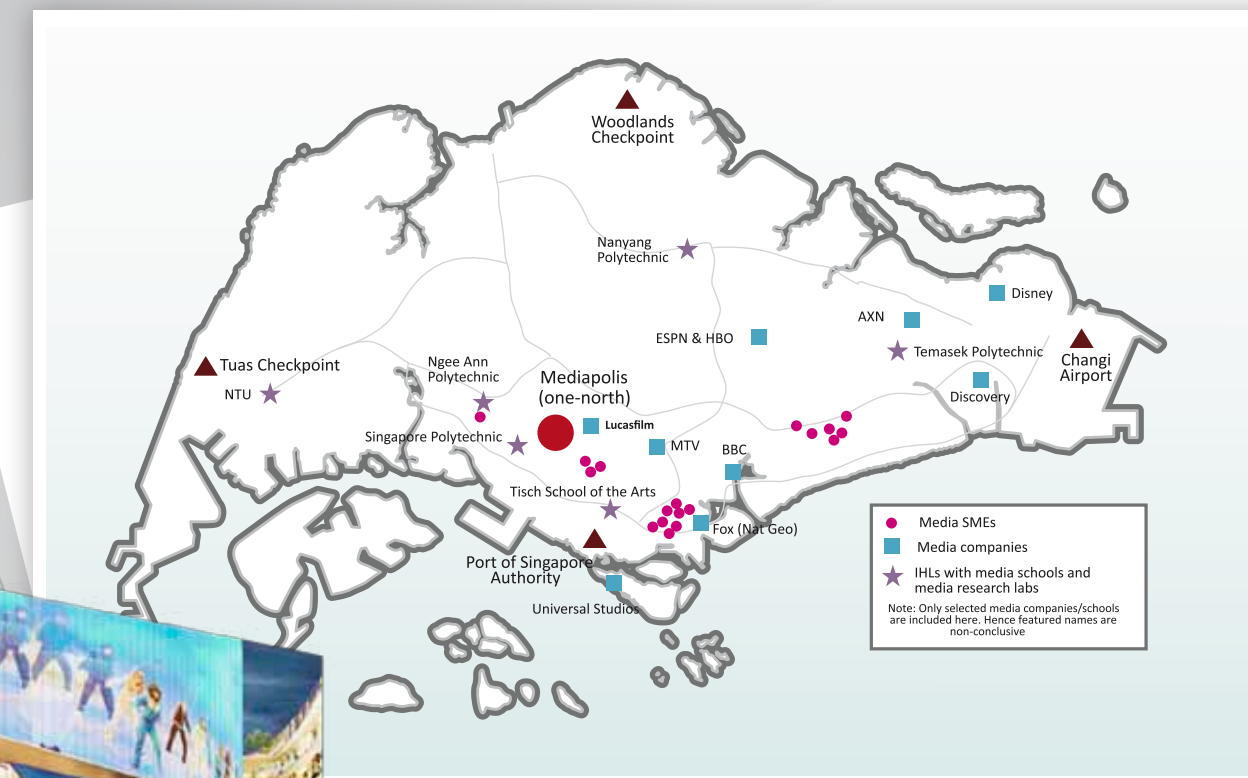 Woodlands
Checkpoint
Nanyang
Polytechnic
Disney
AXN
ESPN & HBO
Temasek Polytechnic
Changi
Airport
Tuas Checkpoint
NTU
Ngee Ann
Polytechnic
Mediapolis
(one-north)
Discovery
Lucasfilm
Singapore Polytechnic
MTV
BBC
Tisch School of the Arts
Fox (Nat Geo)
Port of Singapore
Authority
Universal Studios
Media SMEs
Media companies
IHLs with media schools and
media research labs
Note: Only selected media companies/schools
are included here. Hence featured names are
non-conclusive